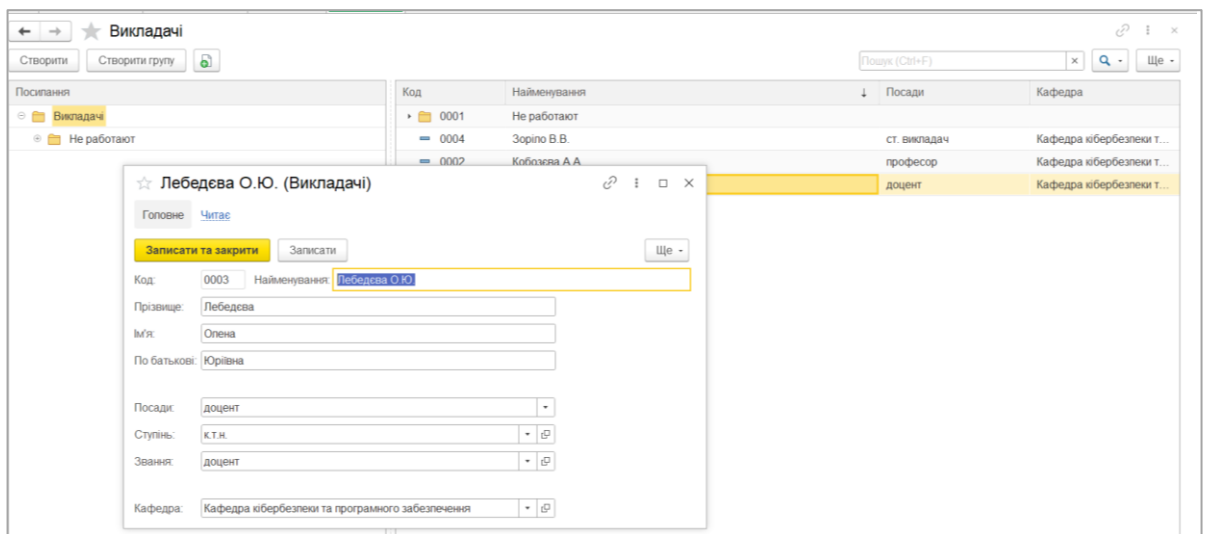 Викладачі
Створити Створити групу Пошук (Ctrl+F) × Ще
Посилання Код Найменування ↓ Посади Кафедра
Викладачі 0001 Не работают
Не работают 0004 Зоріло В.В. ст. викладач Кафедра кібербезпеки т...
0002 Кобозєва А.А. професор Кафедра кібербезпеки т...
доцент Кафедра кібербезпеки т...
Лебедєва О.Ю. (Викладачі)
Головне Читає
Записати та закрити Записати Ще
Код: 0003 Найменування: Лебедєва О.Ю.
Прізвище: Лебедєва
Ім'я: Олена
По батькові: Юріївна
Посади: доцент
Ступінь: к.т.н.
Звання: доцент
Кафедра: Кафедра кібербезпеки та програмного забезпечення